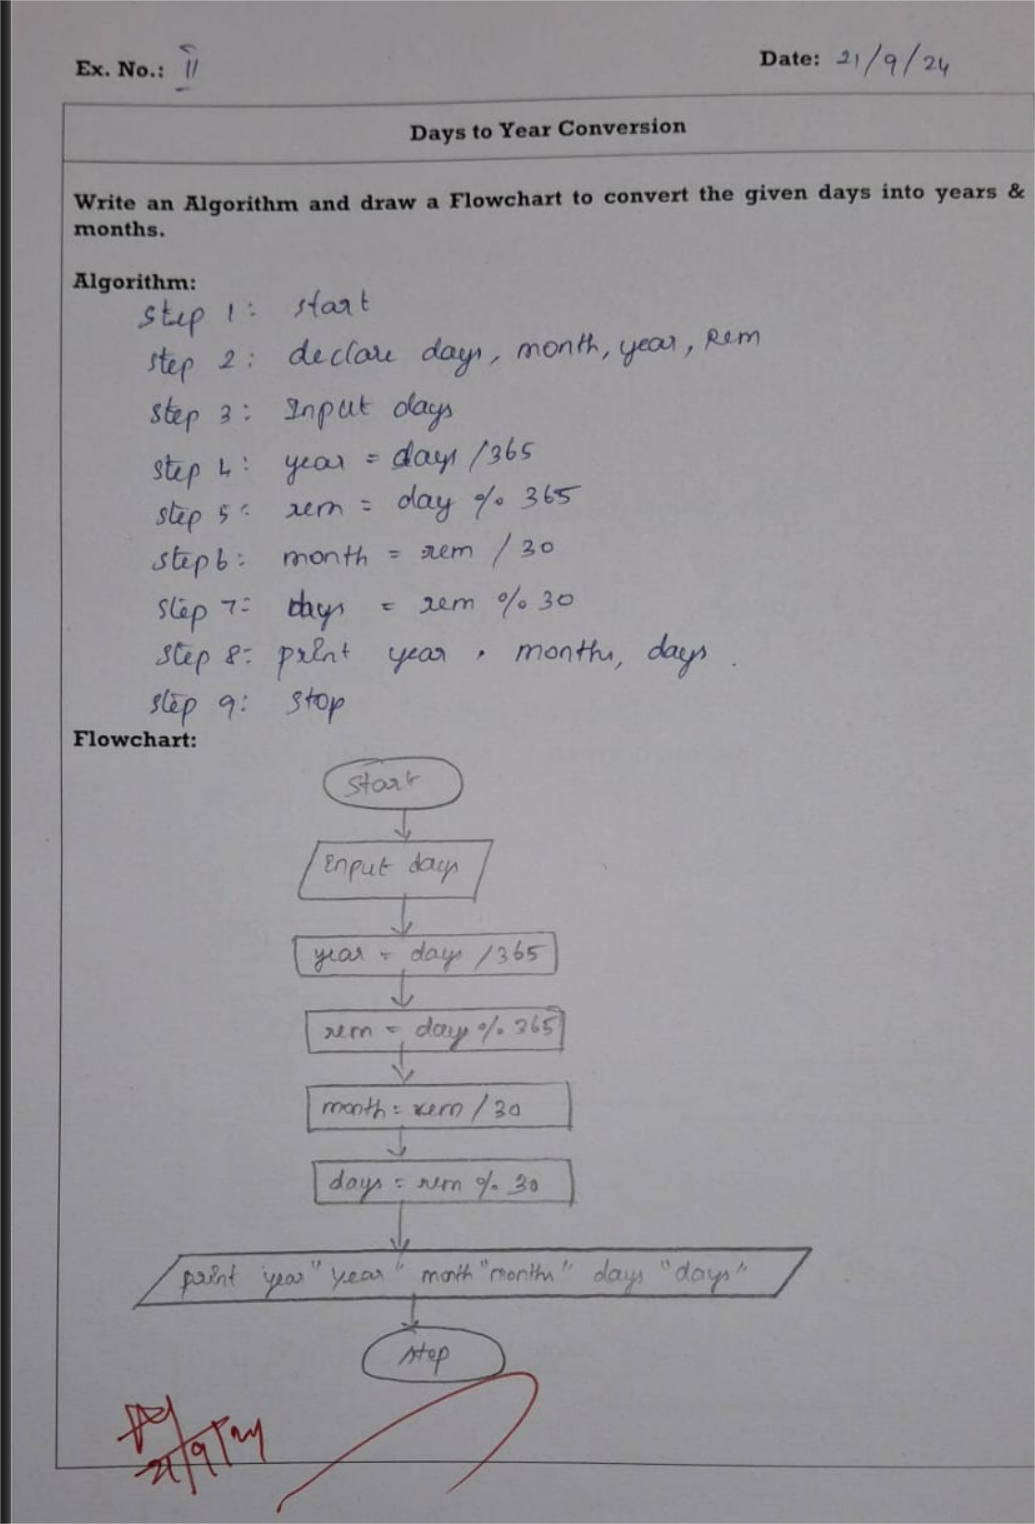 Ex. No.: 11
Date: 21/9/24
Days to Year Conversion
Write an Algorithm and draw a Flowchart to convert the given days into years &
months.
Algorithm:
Step 1: start
Step 2: declare days, month, year, Rem
Step 3: Input days
Step 4: year = days /365
Step 5: rem = day % 365
Step 6: month = rem / 30
Step 7: days = rem % 30
Step 8: print year, months, days.
Step 9: Stop
Flowchart:
Start
Input days
year = days /365
rem = day % 365
month = rem / 30
days = rem % 30
print year "year" month "months" days "days"
stop
21/9/24